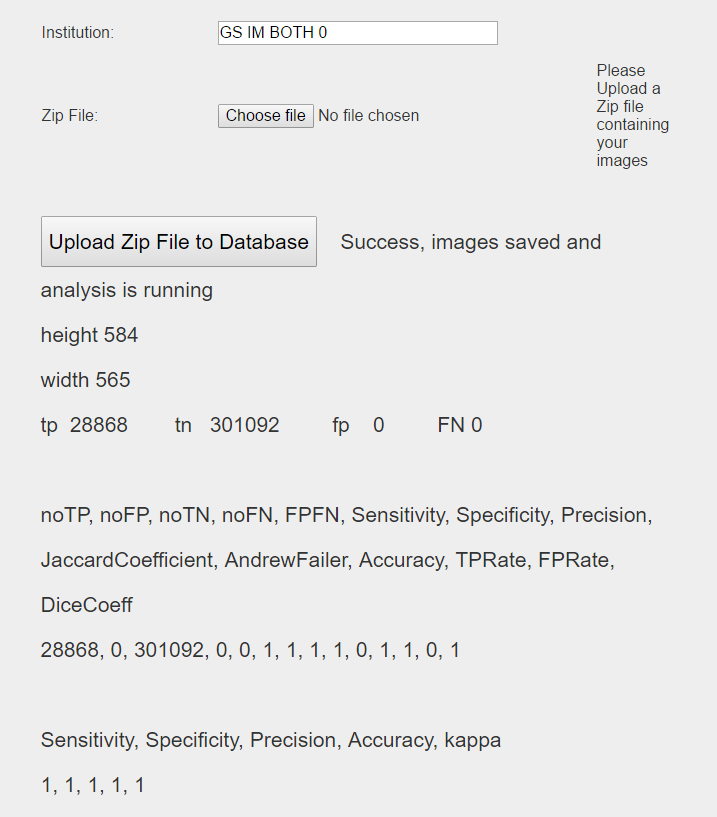 Institution: GS IM BOTH 0
Please
Upload a
Zip file
containing
your
images
Zip File: Choose file No file chosen
Upload Zip File to Database Success, images saved and
analysis is running
height 584
width 565
tp 28868 tn 301092 fp 0 FN 0
noTP, noFP, noTN, noFN, FPFN, Sensitivity, Specificity, Precision,
JaccardCoefficient, AndrewFailer, Accuracy, TPRate, FPRate,
DiceCoeff
28868, 0, 301092, 0, 0, 1, 1, 1, 1, 0, 1, 1, 0, 1
Sensitivity, Specificity, Precision, Accuracy, kappa
1, 1, 1, 1, 1